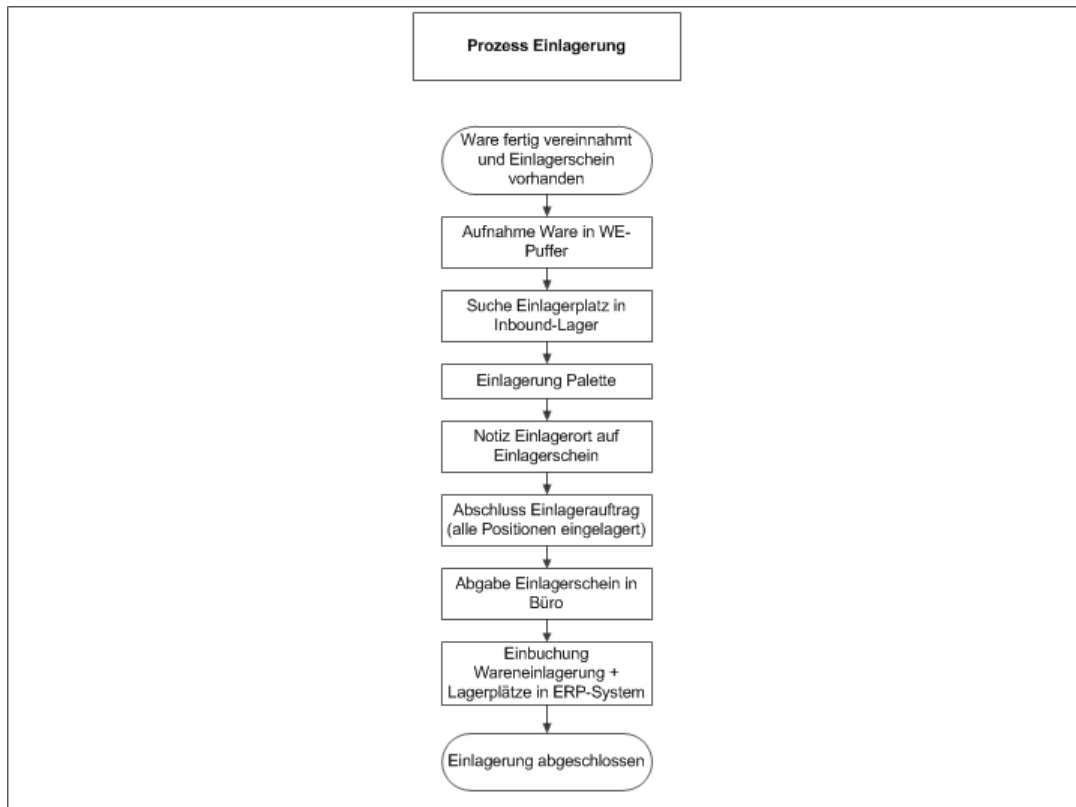 Prozess Einlagerung
Ware fertig vereinnahmt
und Einlagerschein
vorhanden
Aufnahme Ware in WE-
Puffer
Suche Einlagerplatz in
Inbound-Lager
Einlagerung Palette
Notiz Einlagerort auf
Einlagerschein
Abschluss Einlagerauftrag
(alle Positionen eingelagert)
Abgabe Einlagerschein in
Büro
Einbuchung
Wareneinlagerung +
Lagerplätze in ERP-System
Einlagerung abgeschlossen